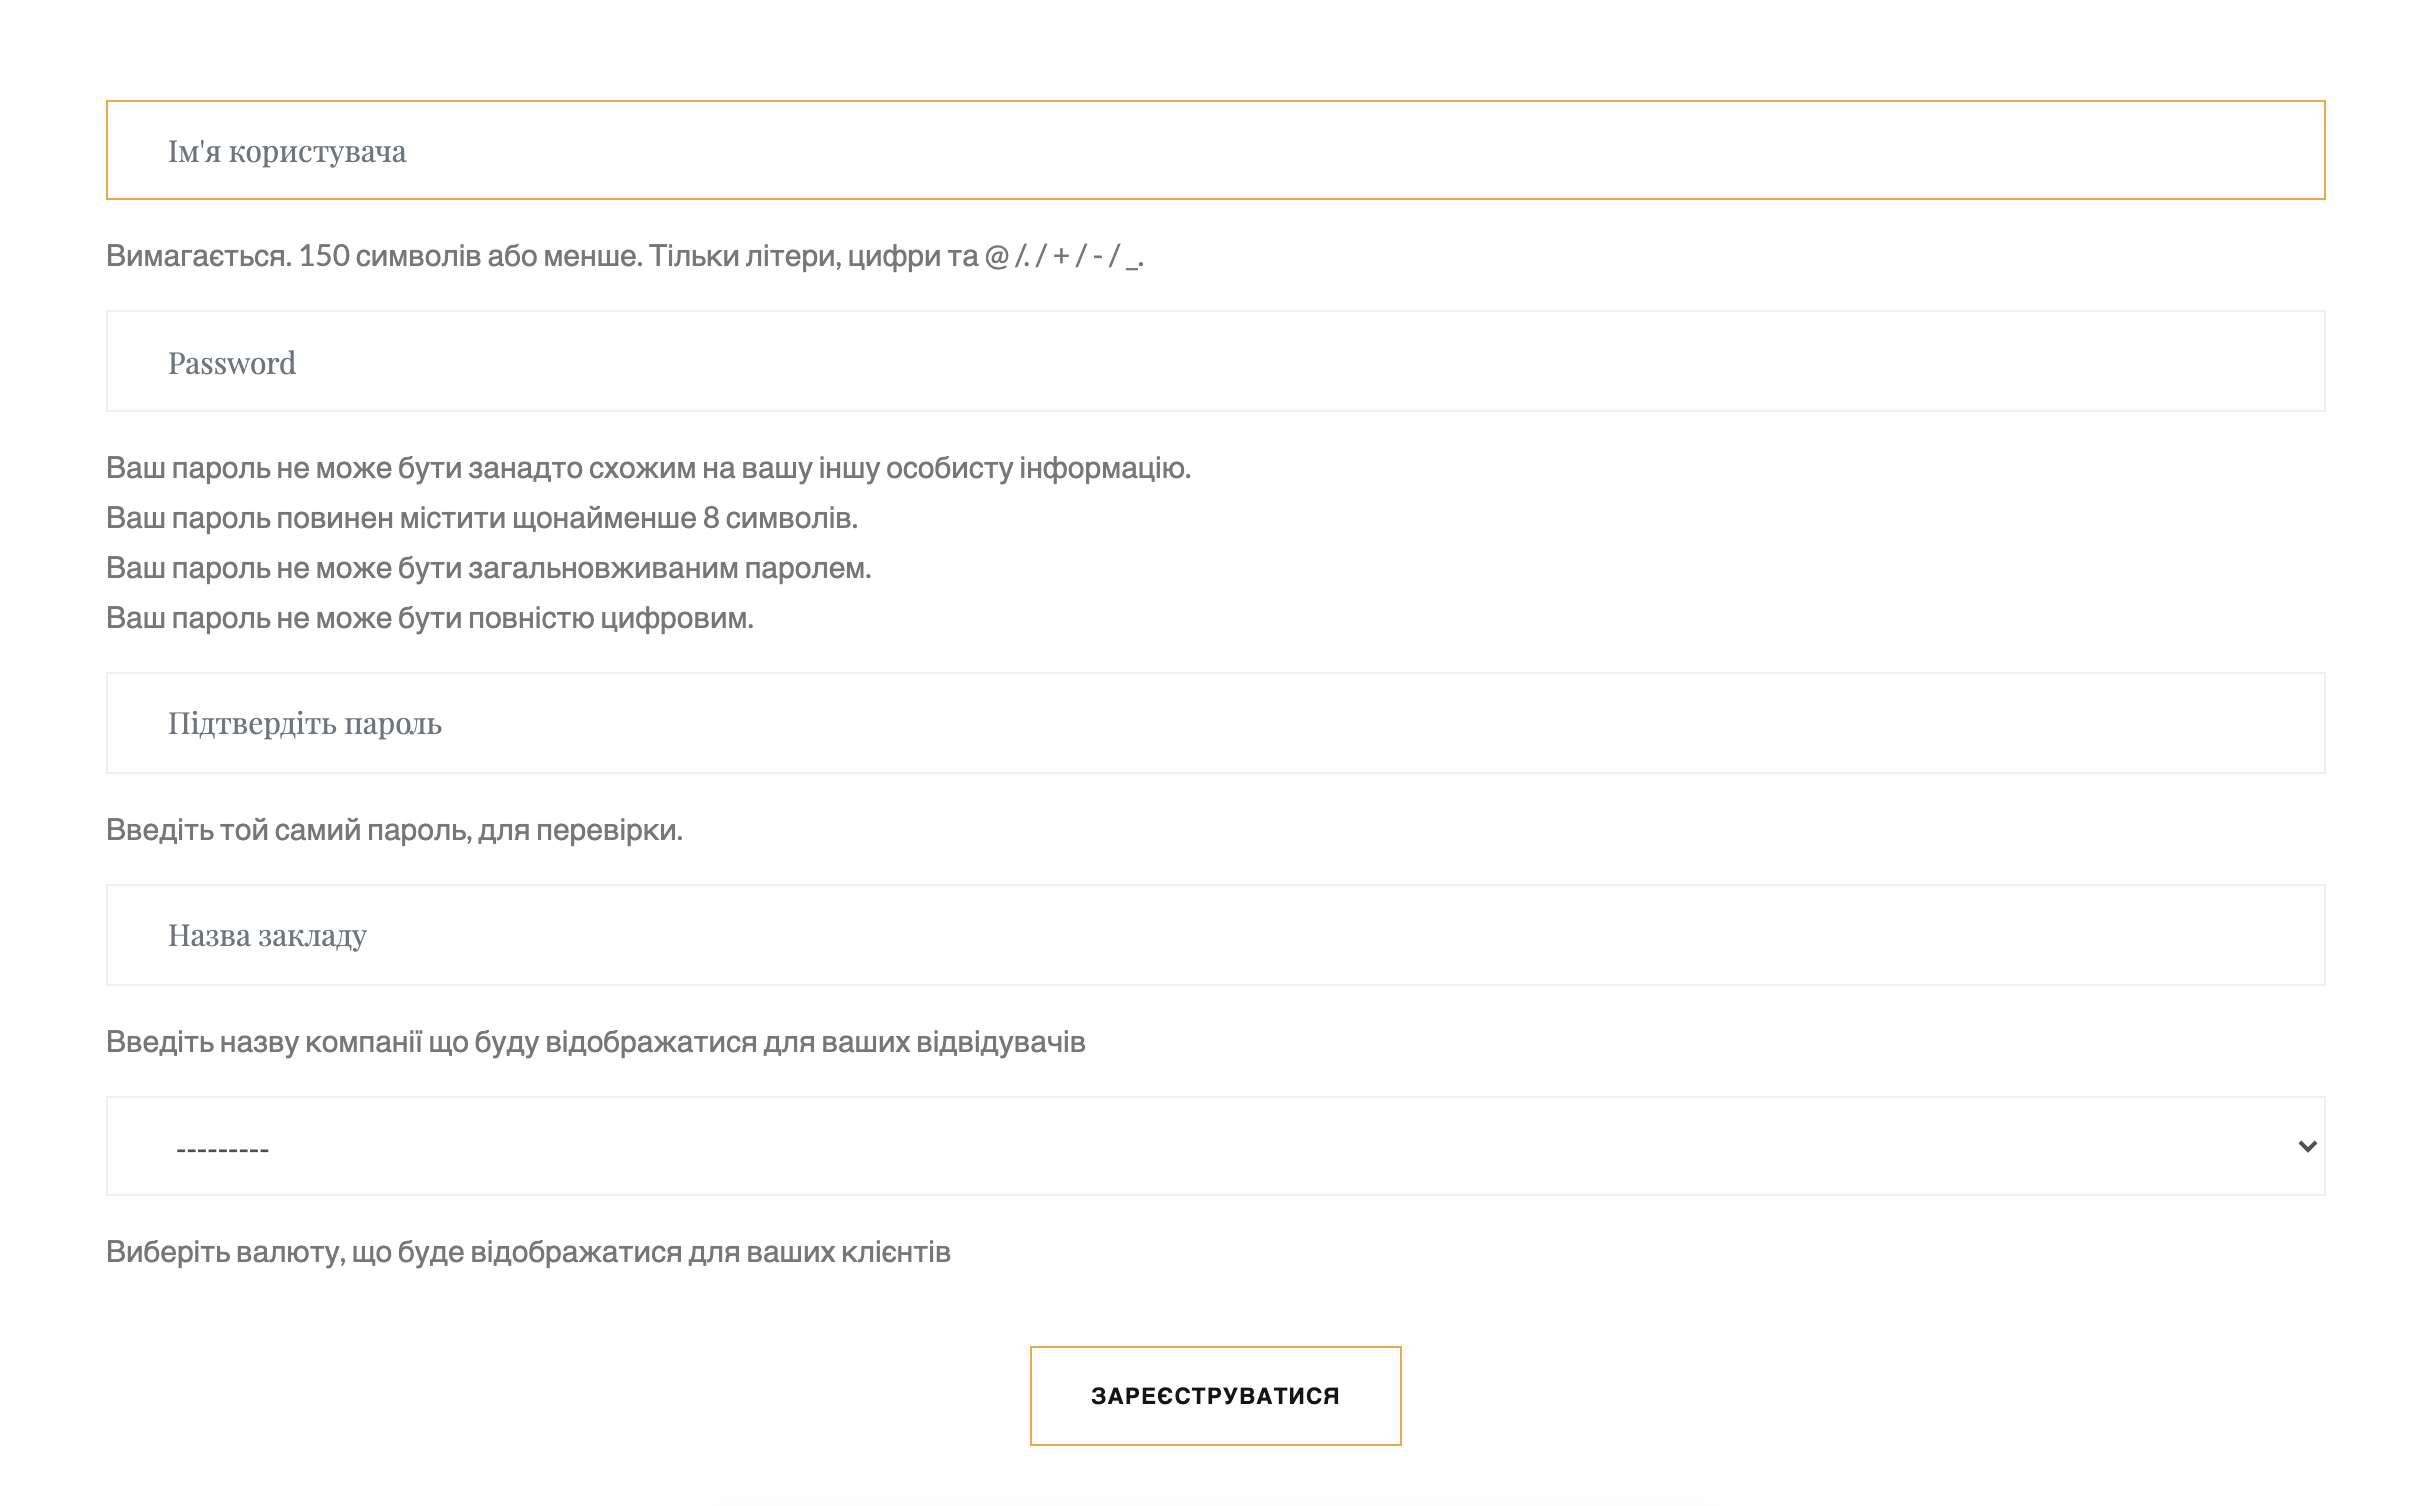 Ім'я користувача
Вимагається. 150 символів або менше. Тільки літери, цифри та @ /. / + / - / _.
Password
Ваш пароль не може бути занадто схожим на вашу іншу особисту інформацію.
Ваш пароль повинен містити щонайменше 8 символів.
Ваш пароль не може бути загальновживаним паролем.
Ваш пароль не може бути повністю цифровим.
Підтвердіть пароль
Введіть той самий пароль, для перевірки.
Назва закладу
Введіть назву компанії що буду відображатися для ваших відвідувачів
---------
Виберіть валюту, що буде відображатися для ваших клієнтів
ЗАРЕЄСТРУВАТИСЯ